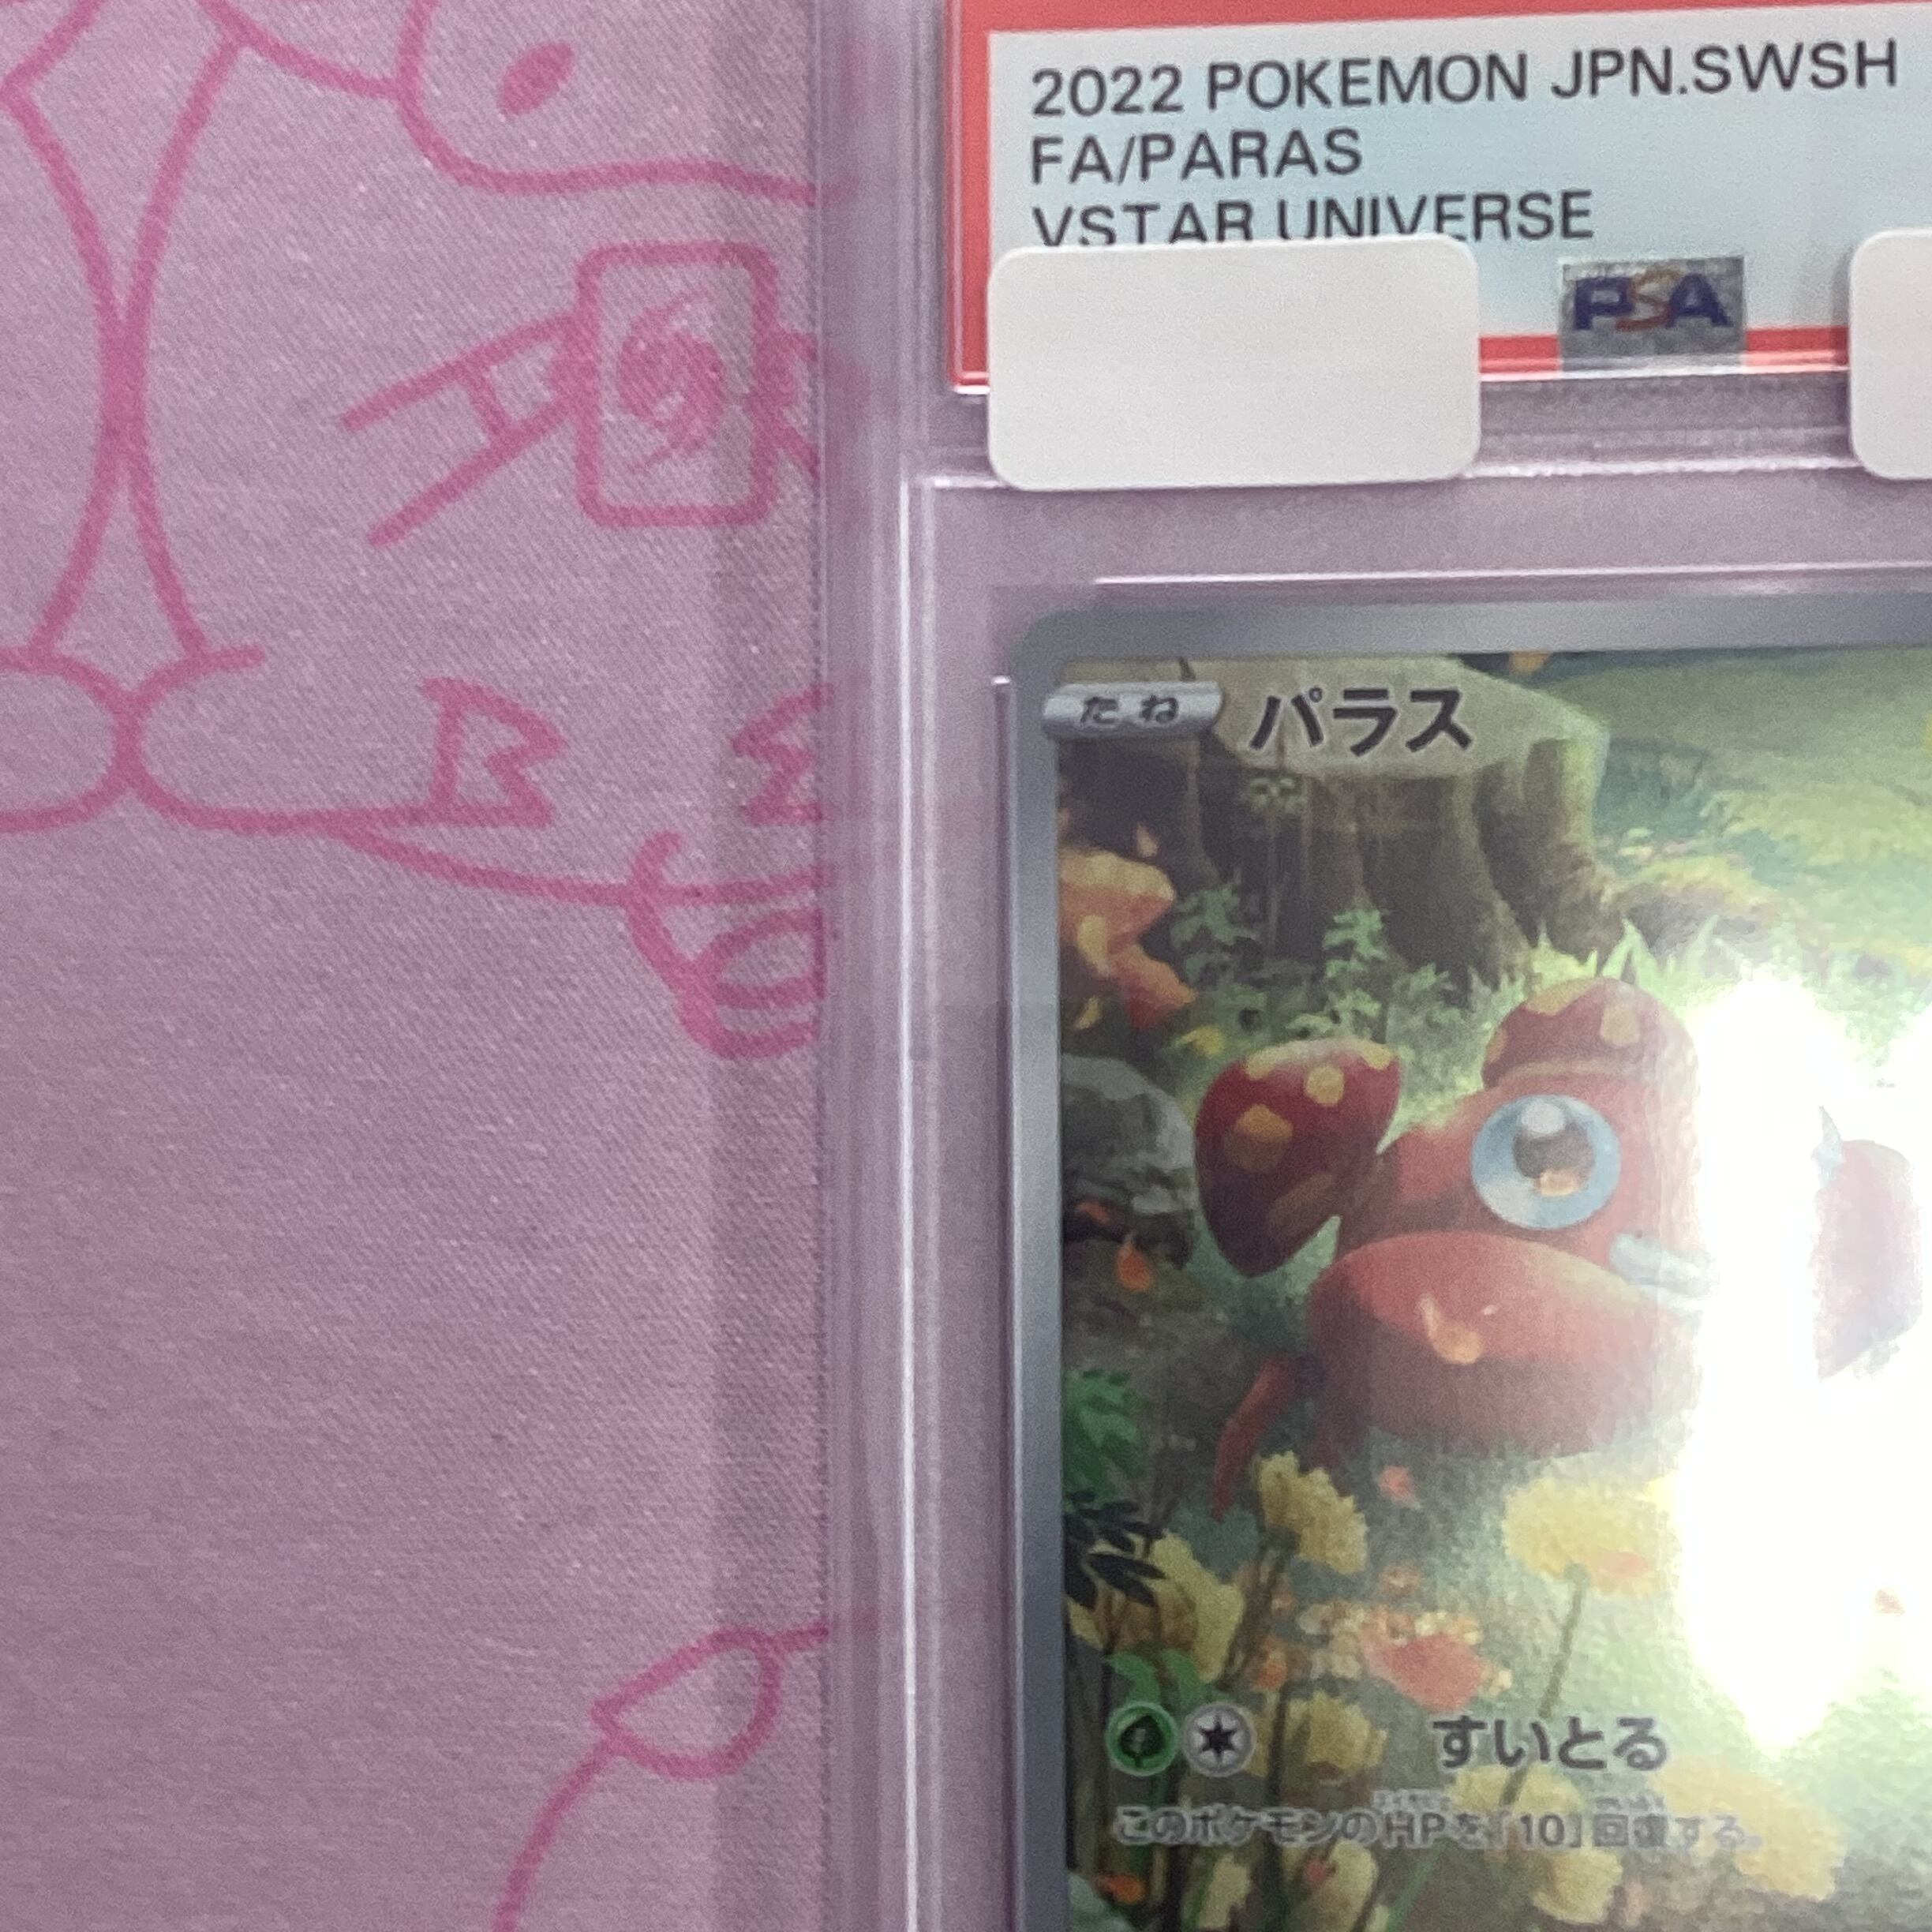 2022 POKEMON JPN.SWSH
FA/PARAS
VSTAR UNIVERSE
PSA
たね パラス
すいとる
このポケモンのHPを「10」回復する。